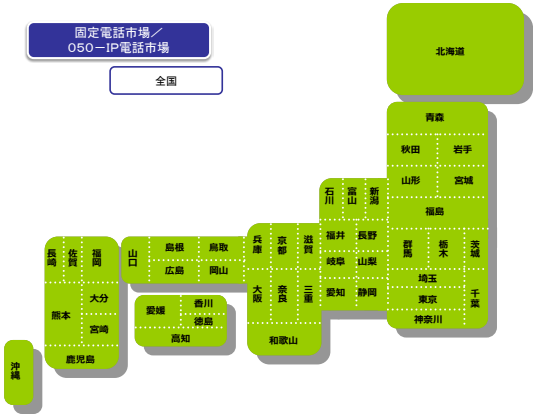 固定電話市場／
050－IP電話市場
全国
北海道
青森
秋田
岩手
山形
宮城
福島
群馬
栃木
茨城
埼玉
千葉
東京
神奈川
石川
富山
新潟
福井
長野
岐阜
山梨
愛知
静岡
兵庫
京都
滋賀
大阪
奈良
三重
和歌山
山口
島根
鳥取
広島
岡山
愛媛
香川
徳島
高知
長崎
佐賀
福岡
熊本
大分
宮崎
鹿児島
沖縄